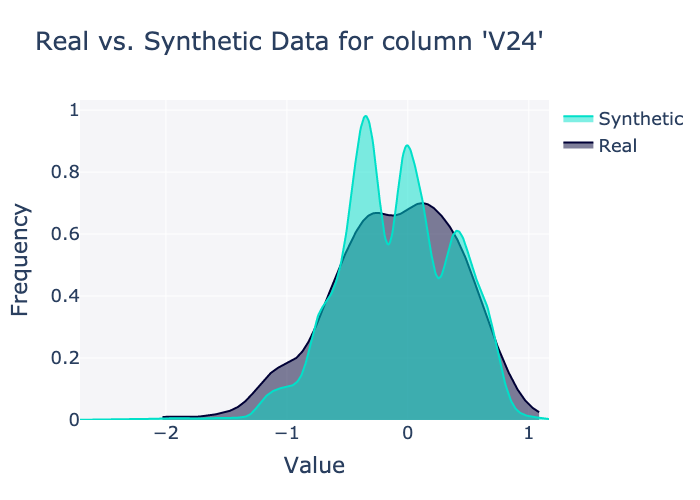 Real vs. Synthetic Data for column 'V24'
Synthetic
Real
1
0.8
0.6
0.4
0.2
0
Frequency
−2
−1
0
1
Value